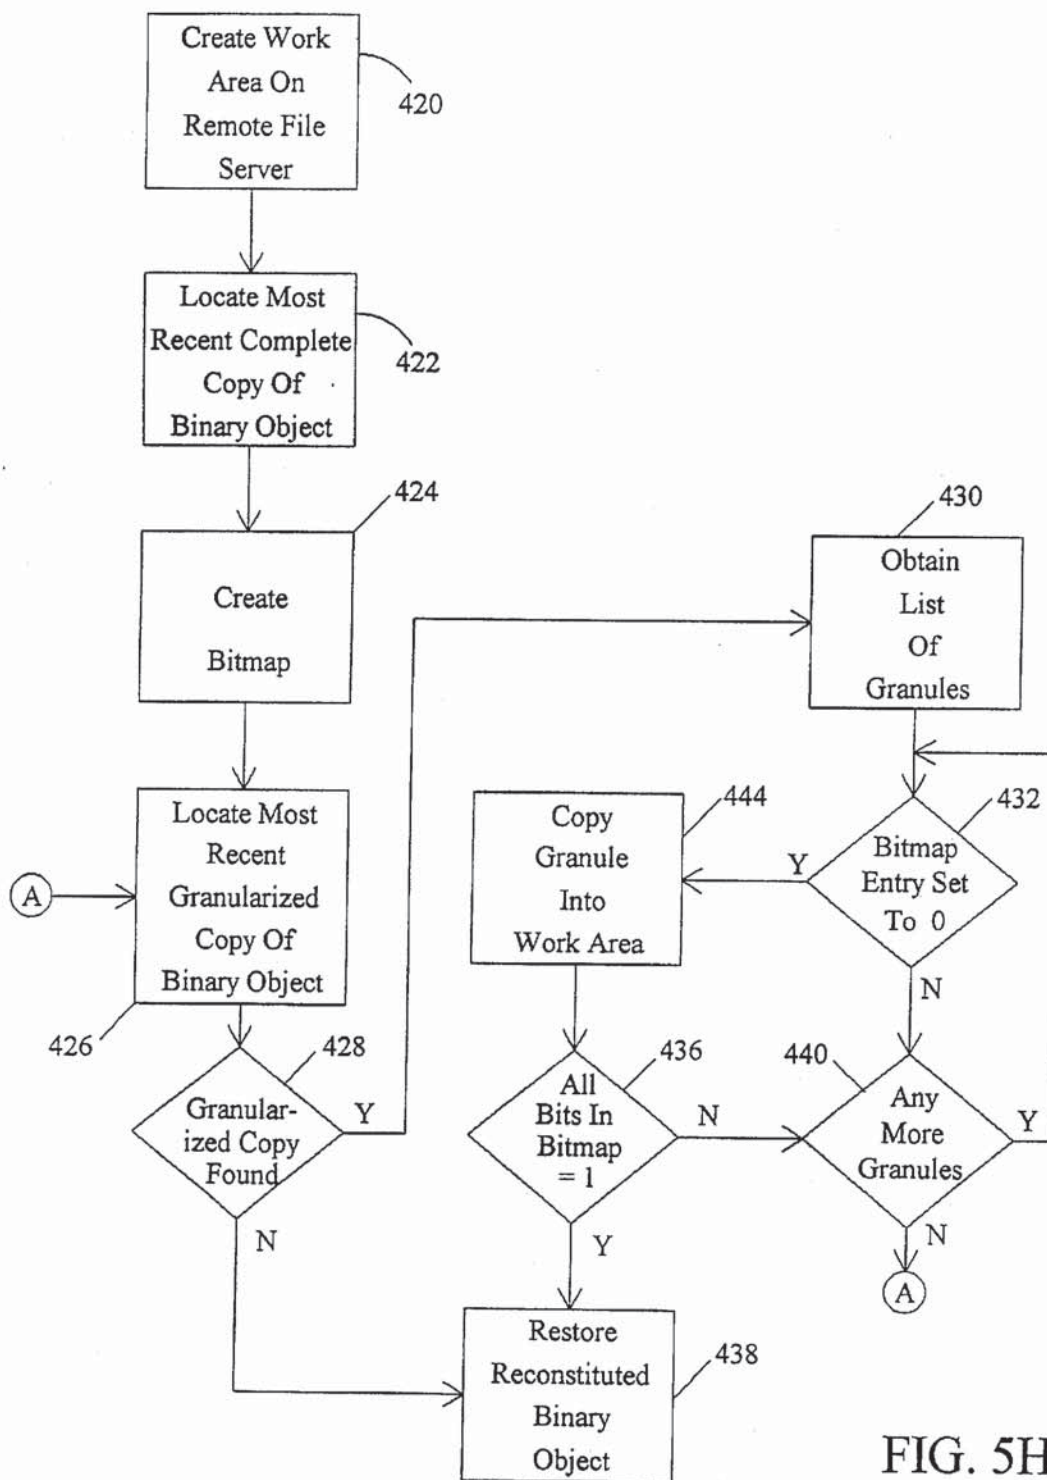 Create Work
Area On
Remote File
Server
420
Locate Most
Recent Complete
Copy Of
Binary Object
422
424
Create
Bitmap
Locate Most
Recent
Granularized
Copy Of
Binary Object
A
426
428
Granular-
ized Copy
Found
Y
N
430
Obtain
List
Of
Granules
432
Bitmap
Entry Set
To 0
Y
N
444
Copy
Granule
Into
Work Area
436
All
Bits In
Bitmap
= 1
N
Y
440
Any
More
Granules
Y
N
A
Restore
Reconstituted
Binary
Object
438
FIG. 5H